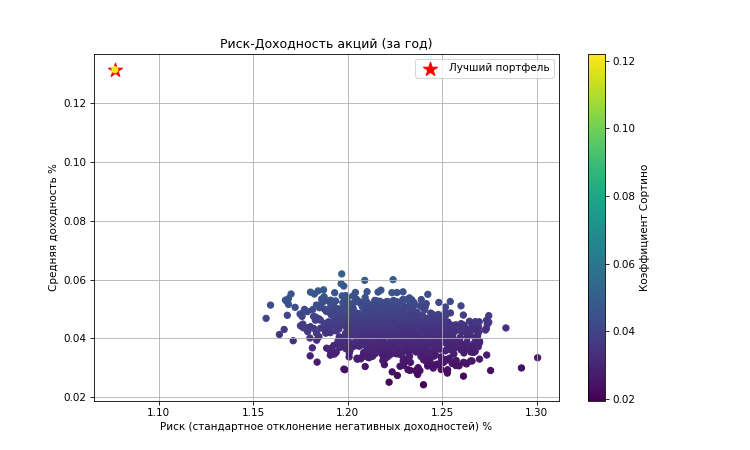 Риск-Доходность акций (за год)
Лучший портфель
0.12
0.10
0.08
0.06
0.04
0.02
Средняя доходность %
1.10 1.15 1.20 1.25 1.30
Риск (стандартное отклонение негативных доходностей) %
0.12
0.10
0.08
0.06
0.04
0.02
Коэффициент Сортино